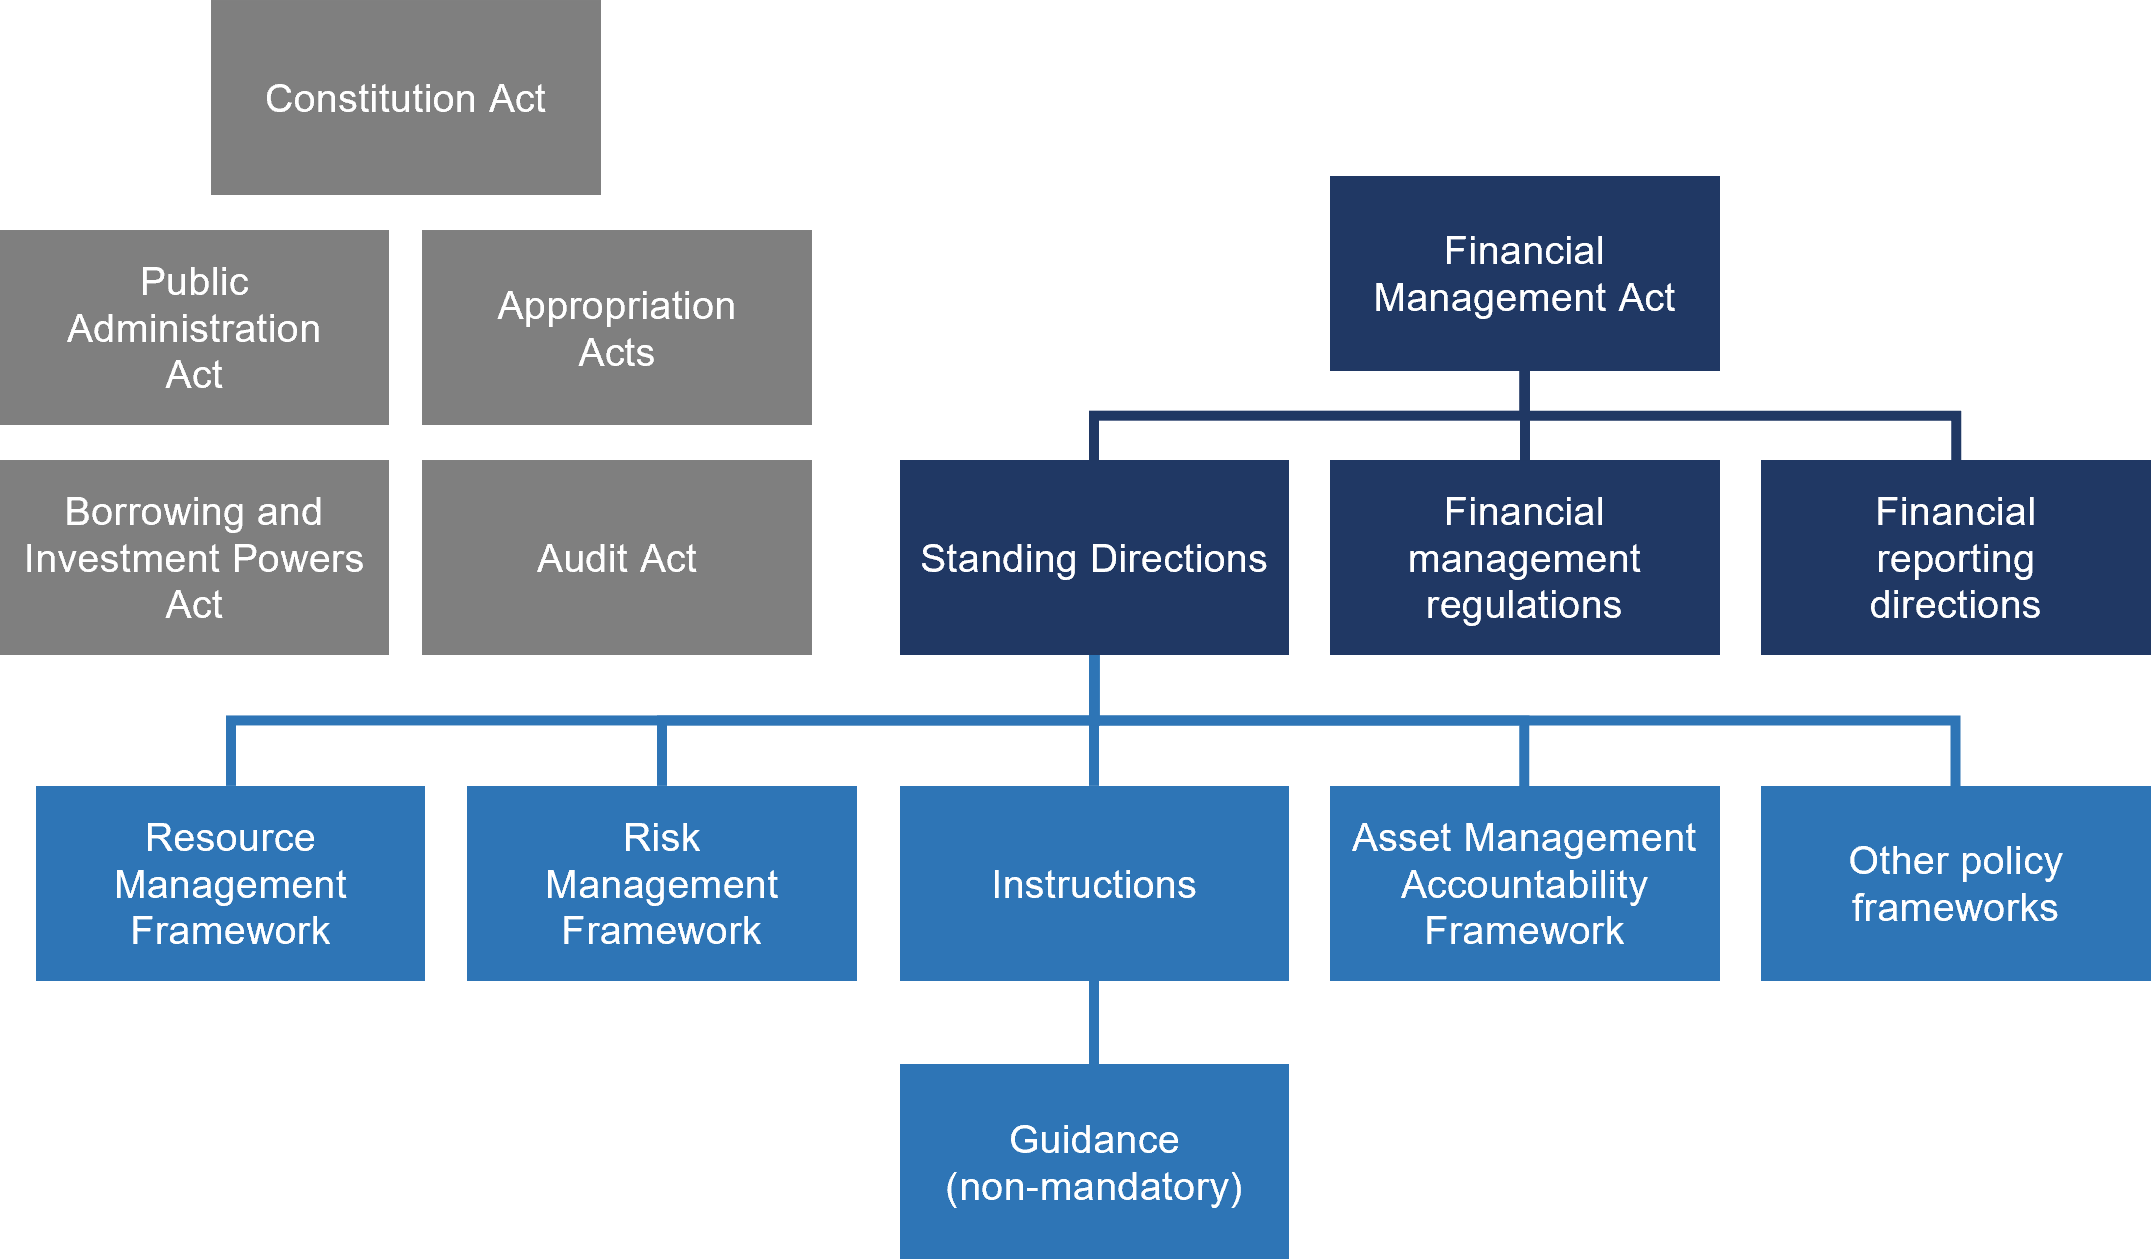 Constitution Act
Public
Administration
Act
Appropriation
Acts
Financial
Management Act
Borrowing and
Investment Powers
Act
Audit Act
Standing Directions
Financial
management
regulations
Financial
reporting
directions
Resource
Management
Framework
Risk
Management
Framework
Instructions
Asset Management
Accountability
Framework
Other policy
frameworks
Guidance
(non-mandatory)